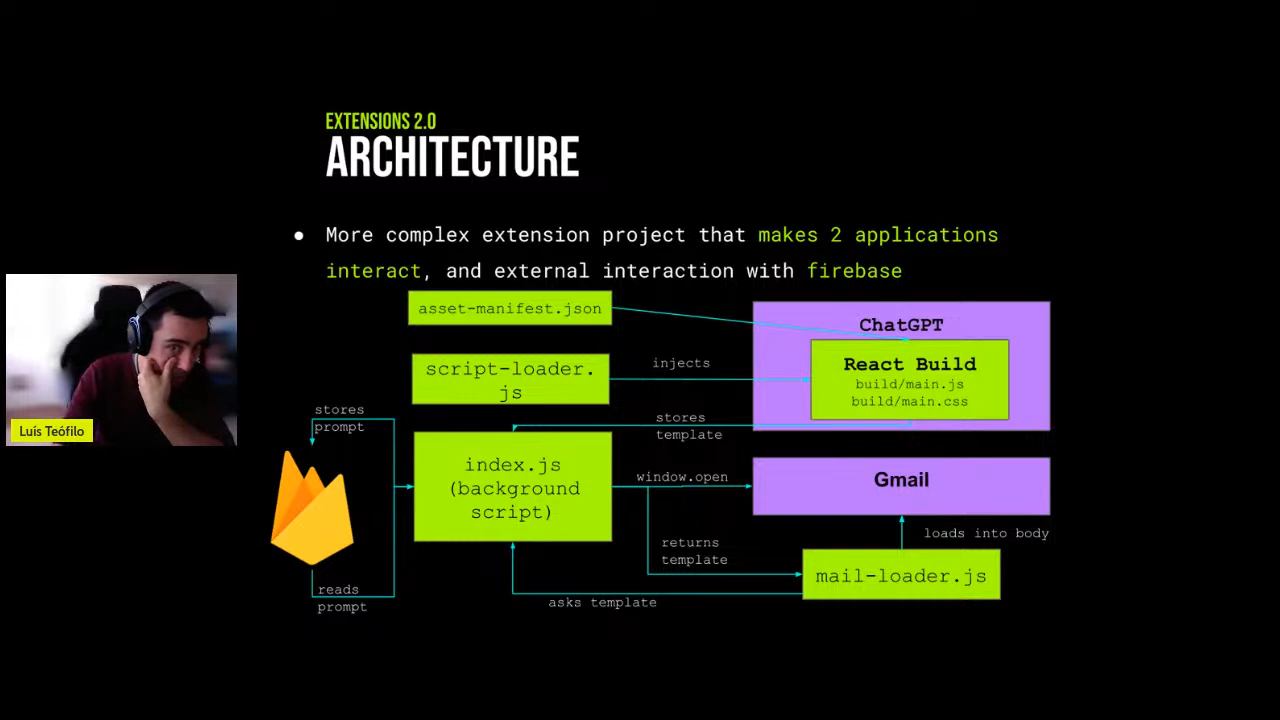 EXTENSIONS 2.0
ARCHITECTURE
● More complex extension project that makes 2 applications
interact, and external interaction with firebase
asset-manifest.json
ChatGPT
React Build
build/main.js
build/main.css
script-loader.
js
injects
stores
prompt
stores
template
index.js
(background
script)
window.open
Gmail
Luís Teófilo
returns
template
loads into body
mail-loader.js
reads
prompt
asks template